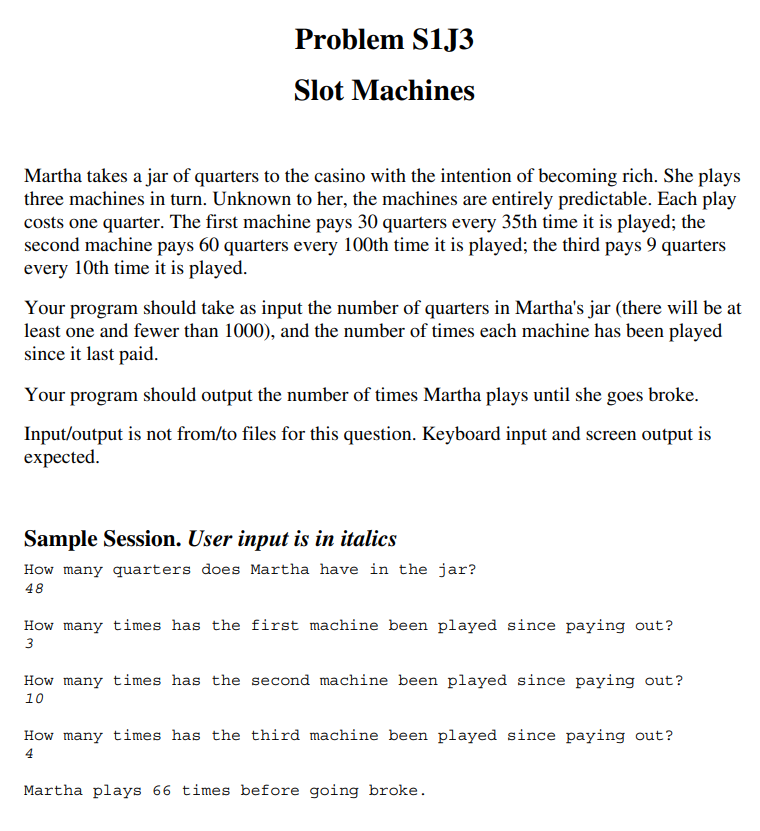 Problem S1J3
Slot Machines
Martha takes a jar of quarters to the casino with the intention of becoming rich. She plays
three machines in turn. Unknown to her, the machines are entirely predictable. Each play
costs one quarter. The first machine pays 30 quarters every 35th time it is played; the
second machine pays 60 quarters every 100th time it is played; the third pays 9 quarters
every 10th time it is played.
Your program should take as input the number of quarters in Martha's jar (there will be at
least one and fewer than 1000), and the number of times each machine has been played
since it last paid.
Your program should output the number of times Martha plays until she goes broke.
Input/output is not from/to files for this question. Keyboard input and screen output is
expected.
Sample Session. User input is in italics
How many quarters does Martha have in the jar?
48
How many times has the first machine been played since paying out?
3
How many times has the second machine been played since paying out?
10
How many times has the third machine been played since paying out?
4
Martha plays 66 times before going broke.